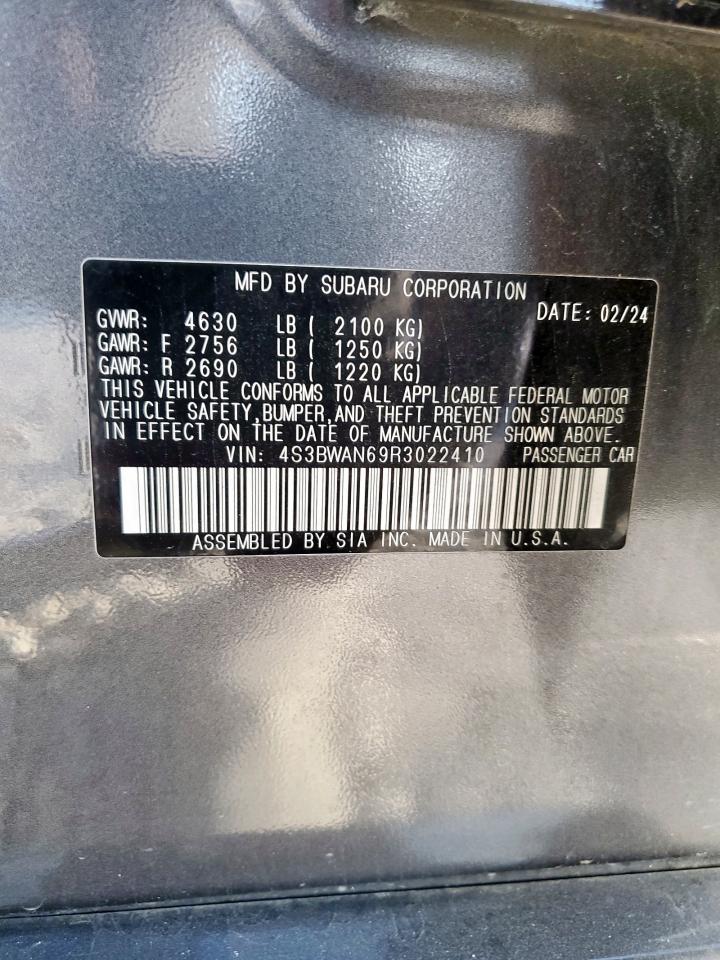 MFD BY SUBARU CORPORATION
DATE: 02/24
GVWR: 4630 LB ( 2100 KG)
GAWR: F 2756 LB ( 1250 KG)
GAWR: R 2690 LB ( 1220 KG)
THIS VEHICLE CONFORMS TO ALL APPLICABLE FEDERAL MOTOR
VEHICLE SAFETY,BUMPER,AND THEFT PREVENTION STANDARDS
IN EFFECT ON THE DATE OF MANUFACTURE SHOWN ABOVE.
VIN: 4S3BWAN69R3022410 PASSENGER CAR
ASSEMBLED BY SIA INC. MADE IN U.S.A.